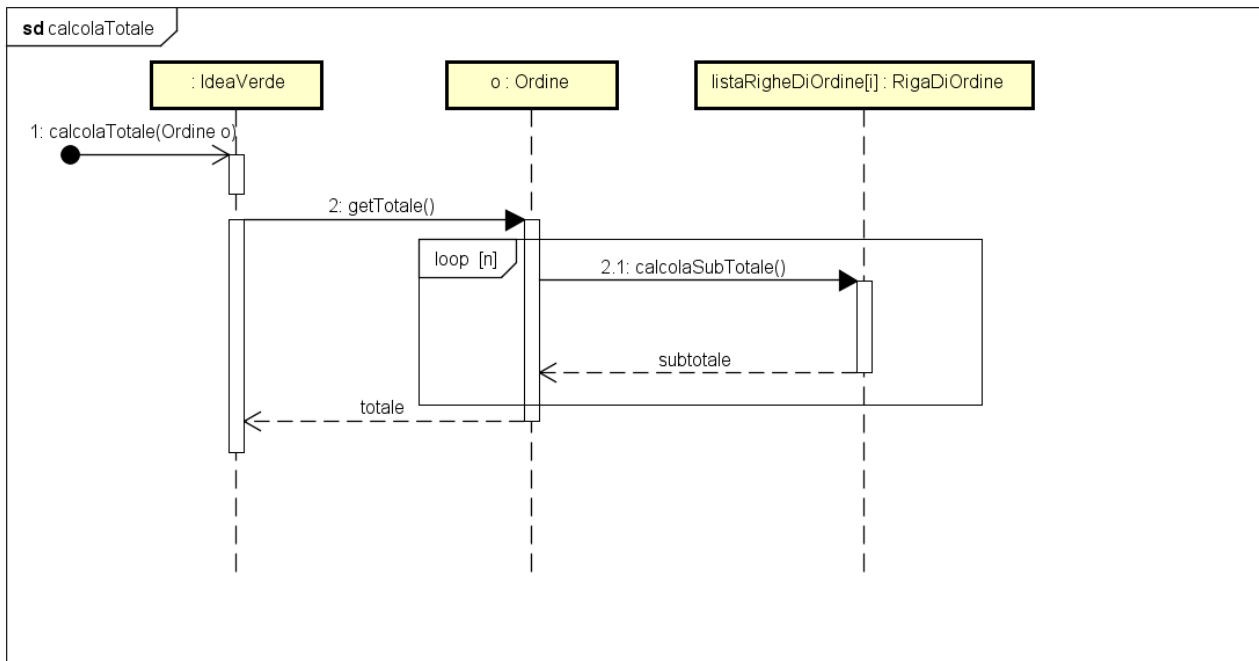 sd calcolaTotale
: IdeaVerde
o : Ordine
listaRigheDiOrdine[i] : RigaDiOrdine
1: calcolaTotale(Ordine o)
2: getTotale()
loop [n]
2.1: calcolaSubTotale()
subtotale
totale